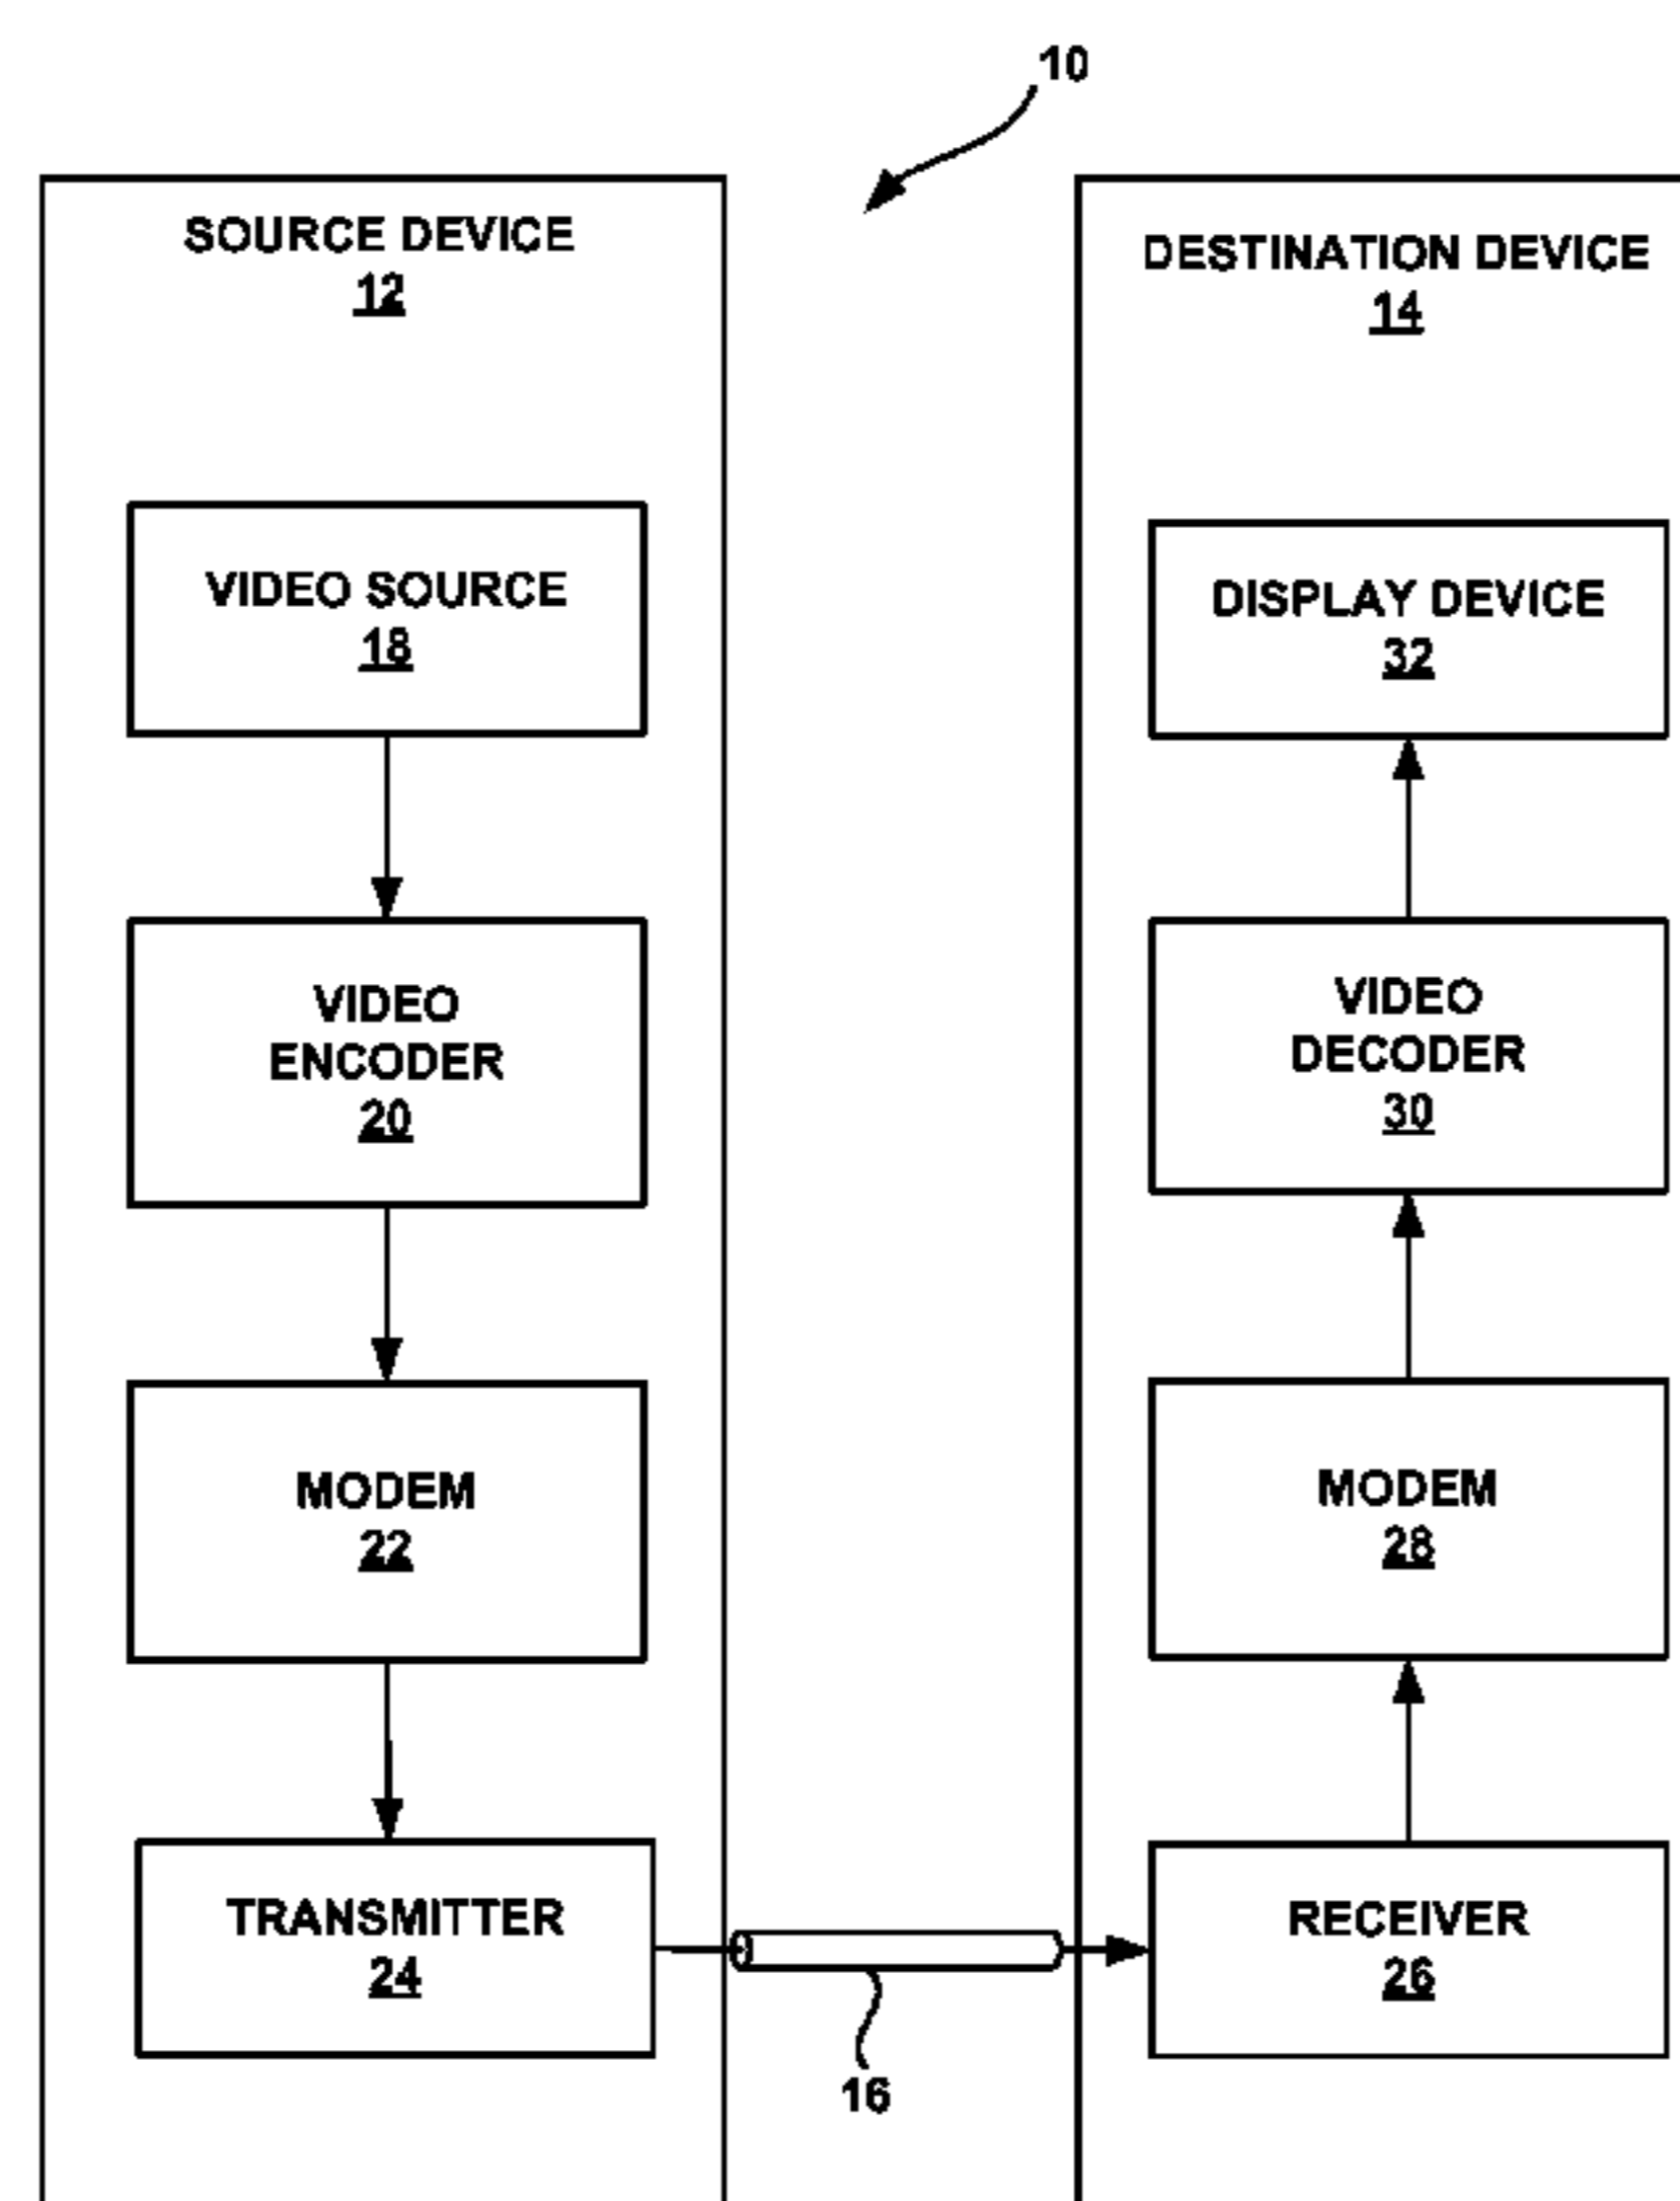 10
SOURCE DEVICE
12
VIDEO SOURCE
18
VIDEO
ENCODER
20
MODEM
22
TRANSMITTER
24
16
DESTINATION DEVICE
14
DISPLAY DEVICE
32
VIDEO
DECODER
30
MODEM
28
RECEIVER
26